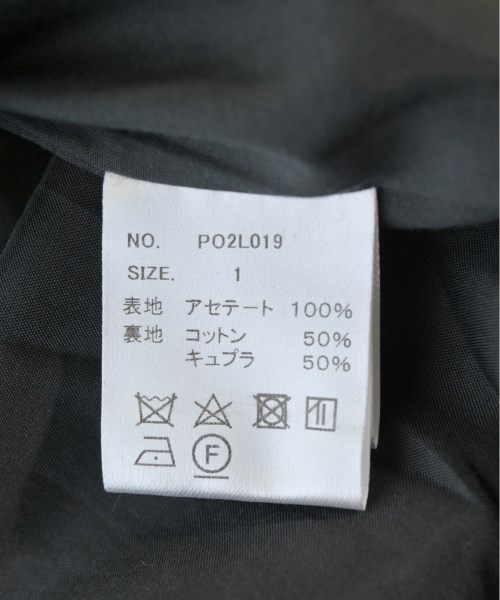 NO. PO2L019
SIZE. 1
表地 アセテート 100%
裏地 コットン 50%
キュプラ 50%
F